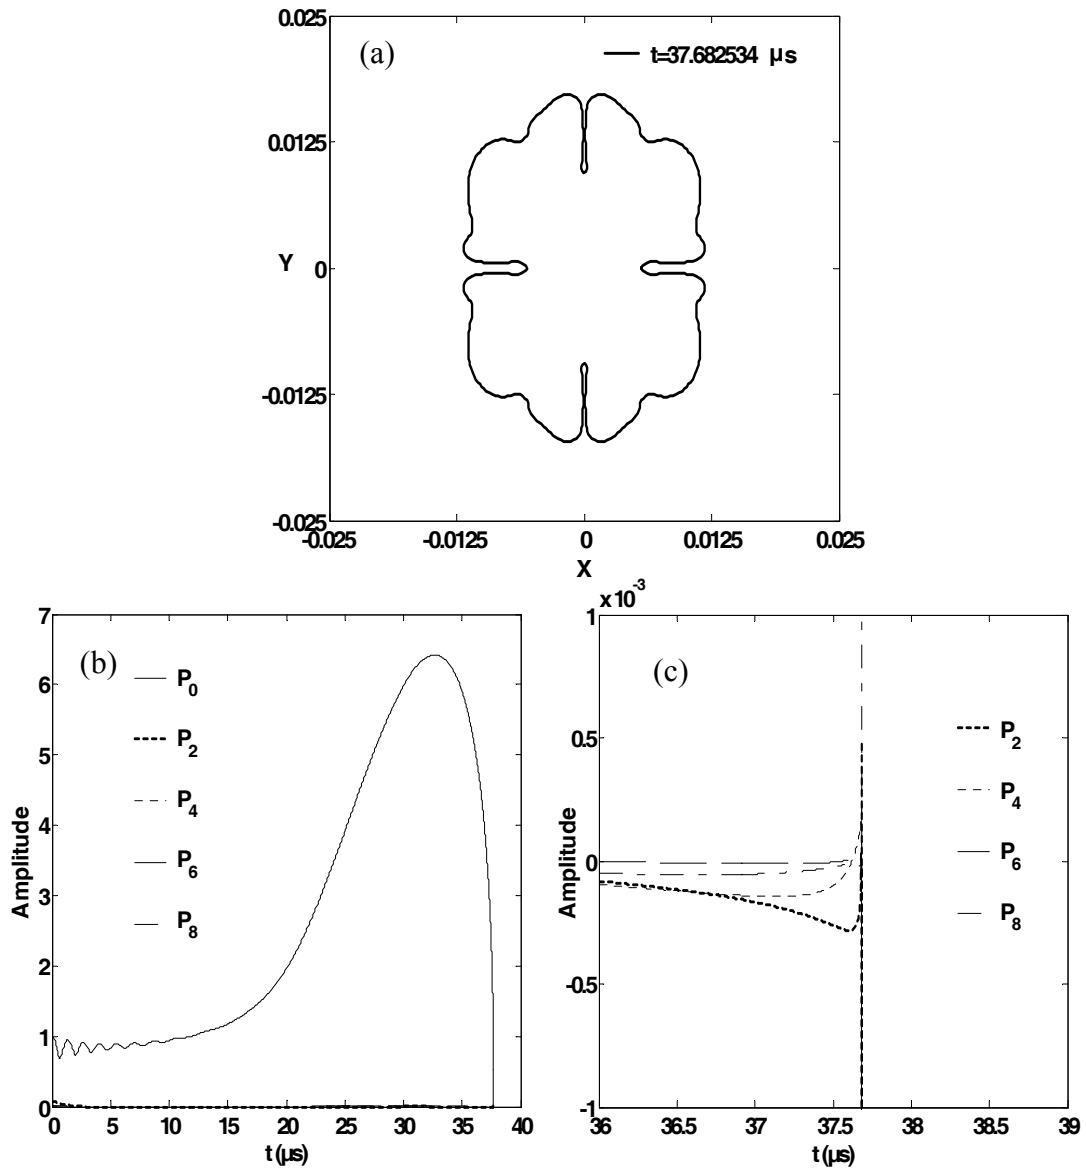 (a)
t=37.682534 µs
0.025
0.0125
Y 0
-0.0125
-0.025
-0.025 -0.0125 0 0.0125 0.025
X
(b)
P0
P2
P4
P6
P8
Amplitude
7
6
5
4
3
2
1
0
0 5 10 15 20 25 30 35 40
t (µs)
x 10^-3
(c)
P2
P4
P6
P8
Amplitude
1
0.5
0
-0.5
-1
36 36.5 37 37.5 38 38.5 39
t (µs)